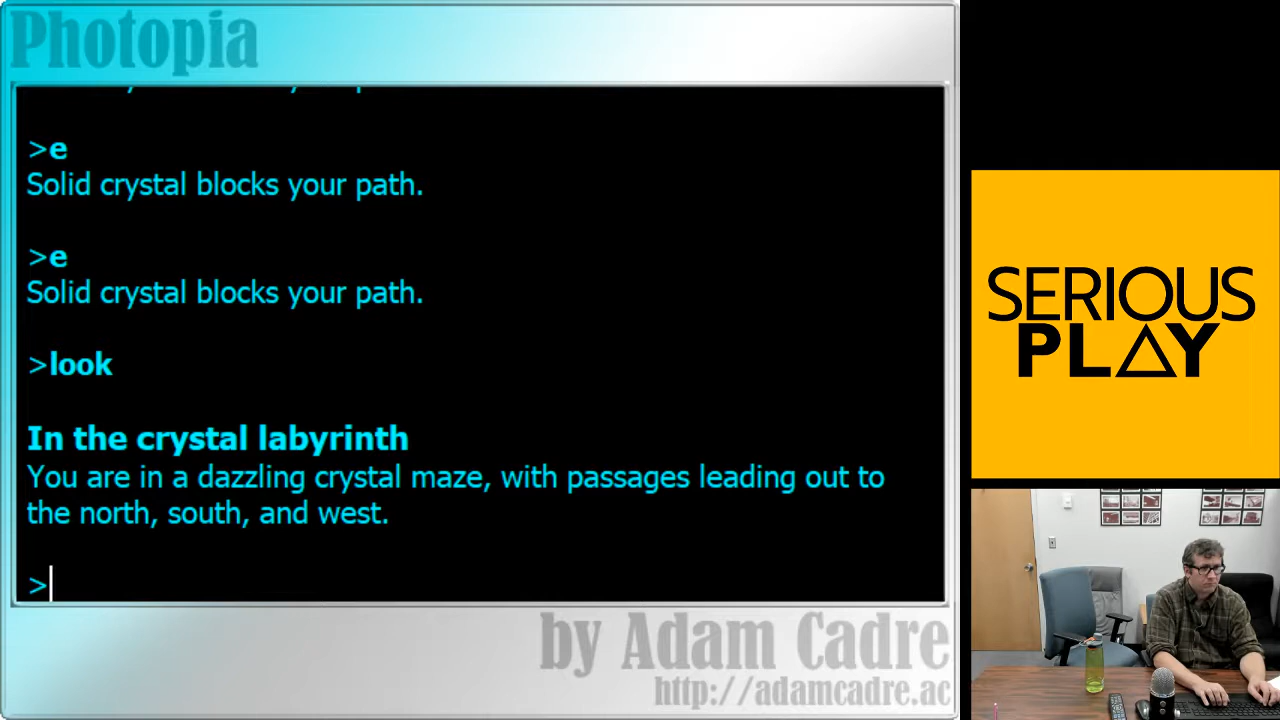 Photopia
>e
Solid crystal blocks your path.
>e
Solid crystal blocks your path.
>look
In the crystal labyrinth
You are in a dazzling crystal maze, with passages leading out to
the north, south, and west.
>
by Adam Cadre
http://adamcadre.ac
SERIOUS
PLAY